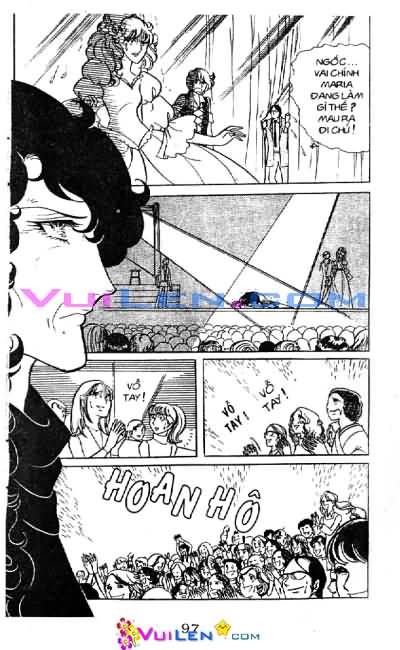 NGỐC...
VAI CHÍNH
MARIA
ĐANG LÀM
GÌ THẾ?
MAU RA
ĐI CHỨ!
VuiLen.com
VỖ
TAY!
VỖ
TAY!
VỖ
TAY!
HOAN HÔ
97
VuiLen.com